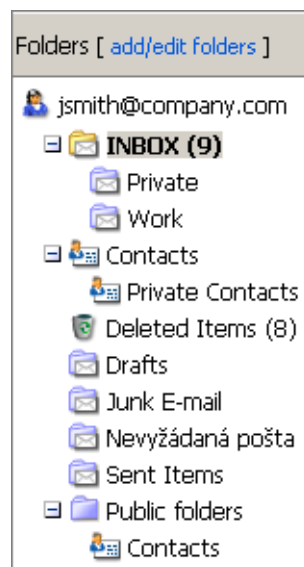 Folders [ add/edit folders ]
jsmith@company.com
INBOX (9)
Private
Work
Contacts
Private Contacts
Deleted Items (8)
Drafts
Junk E-mail
Nevyžádaná pošta
Sent Items
Public folders
Contacts